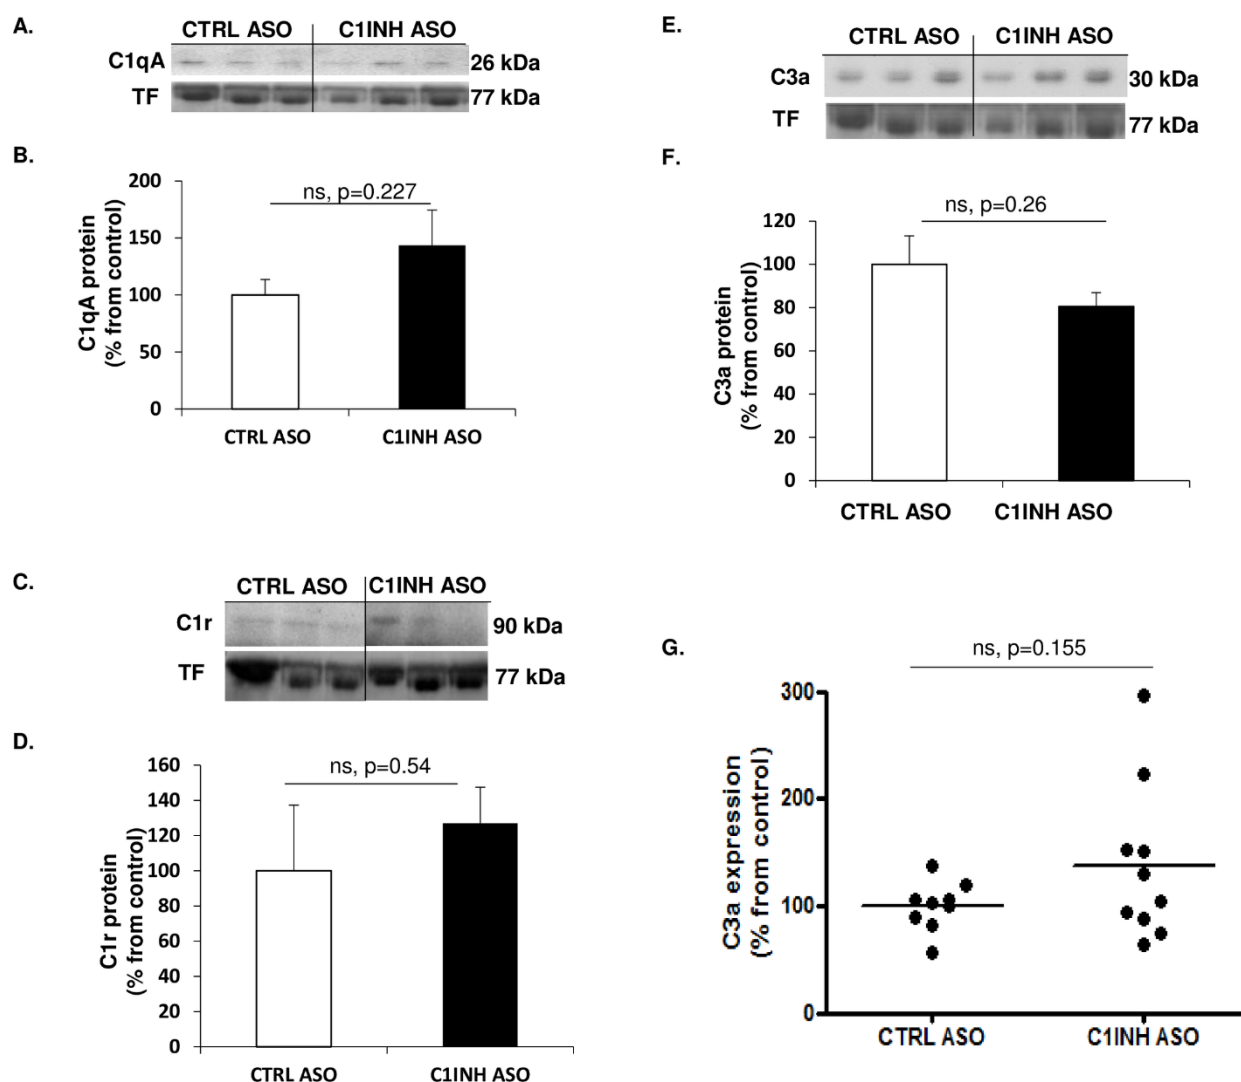 A.
CTRL ASO C1INH ASO
C1qA 26 kDa
TF 77 kDa
B.
ns, p=0.227
C1qA protein
(% from control)
200
150
100
50
0
CTRL ASO C1INH ASO
C.
CTRL ASO C1INH ASO
C1r 90 kDa
TF 77 kDa
D.
ns, p=0.54
C1r protein
(% from control)
160
140
120
100
80
60
40
20
0
CTRL ASO C1INH ASO
E.
CTRL ASO C1INH ASO
C3a 30 kDa
TF 77 kDa
F.
ns, p=0.26
C3a protein
(% from control)
120
100
80
60
40
20
0
CTRL ASO C1INH ASO
G.
ns, p=0.155
C3a expression
(% from control)
300
200
100
0
CTRL ASO C1INH ASO